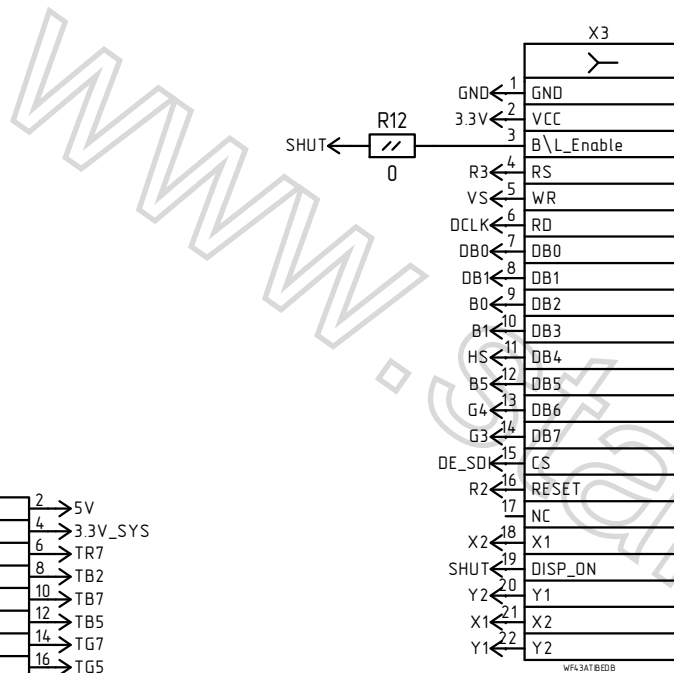 X3
GND 1 GND
3.3V 2 VCC
R12
SHUT 3 B\L_Enable
0
R3 4 RS
VS 5 WR
DCLK 6 RD
DB0 7 DB0
DB1 8 DB1
B0 9 DB2
B1 10 DB3
HS 11 DB4
B5 12 DB5
G4 13 DB6
G3 14 DB7
DE_SDI 15 CS
R2 16 RESET
17 NC
X2 18 X1
SHUT 19 DISP_ON
Y2 20 Y1
X1 21 X2
Y1 22 Y2
WF43ATIBEDB
2 5V
4 3.3V_SYS
6 TR7
8 TB2
10 TB7
12 TB5
14 TG7
16 TG5
www.sta